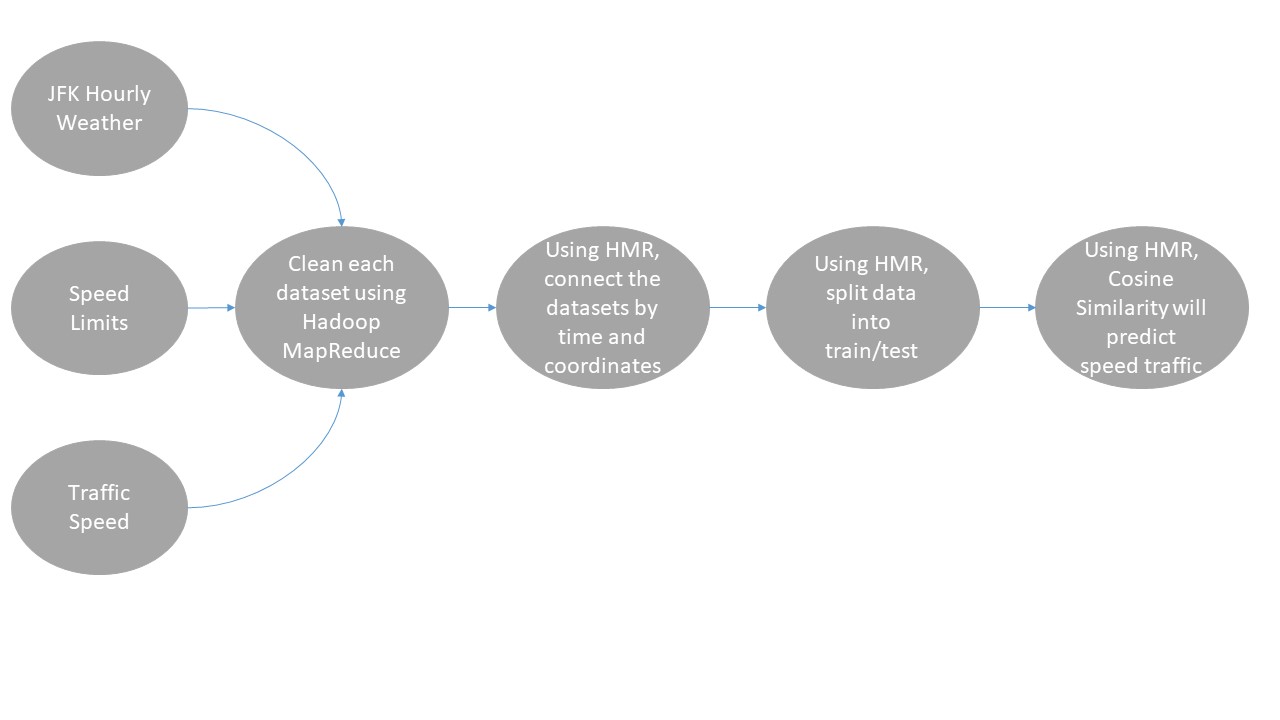 JFK Hourly
Weather
Speed
Limits
Traffic
Speed
Clean each
dataset using
Hadoop
MapReduce
Using HMR,
connect the
datasets by
time and
coordinates
Using HMR,
split data
into
train/test
Using HMR,
Cosine
Similarity will
predict
speed traffic